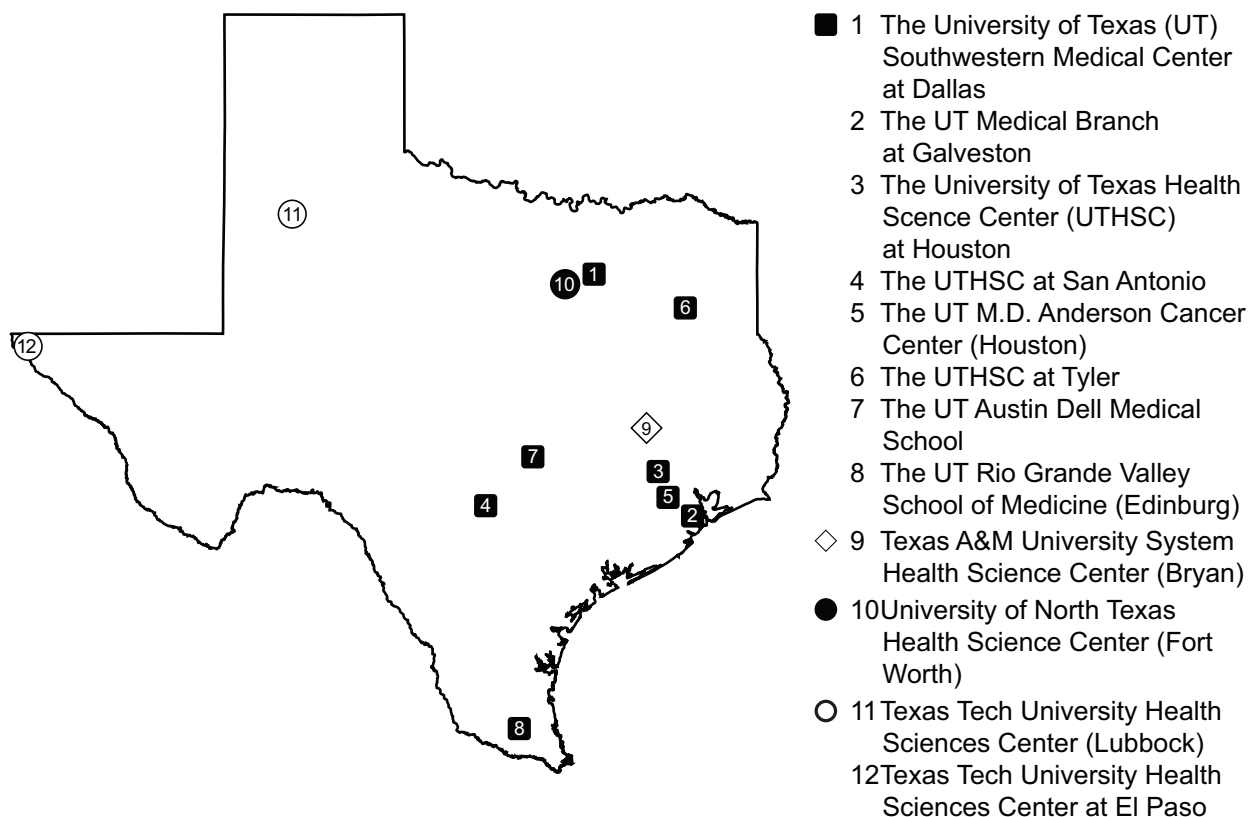 11
10
1
6
12
9
7
3
4
5
2
8
1 The University of Texas (UT)
Southwestern Medical Center
at Dallas
2 The UT Medical Branch
at Galveston
3 The University of Texas Health
Scence Center (UTHSC)
at Houston
4 The UTHSC at San Antonio
5 The UT M.D. Anderson Cancer
Center (Houston)
6 The UTHSC at Tyler
7 The UT Austin Dell Medical
School
8 The UT Rio Grande Valley
School of Medicine (Edinburg)
9 Texas A&M University System
Health Science Center (Bryan)
10University of North Texas
Health Science Center (Fort
Worth)
11 Texas Tech University Health
Sciences Center (Lubbock)
12Texas Tech University Health
Sciences Center at El Paso